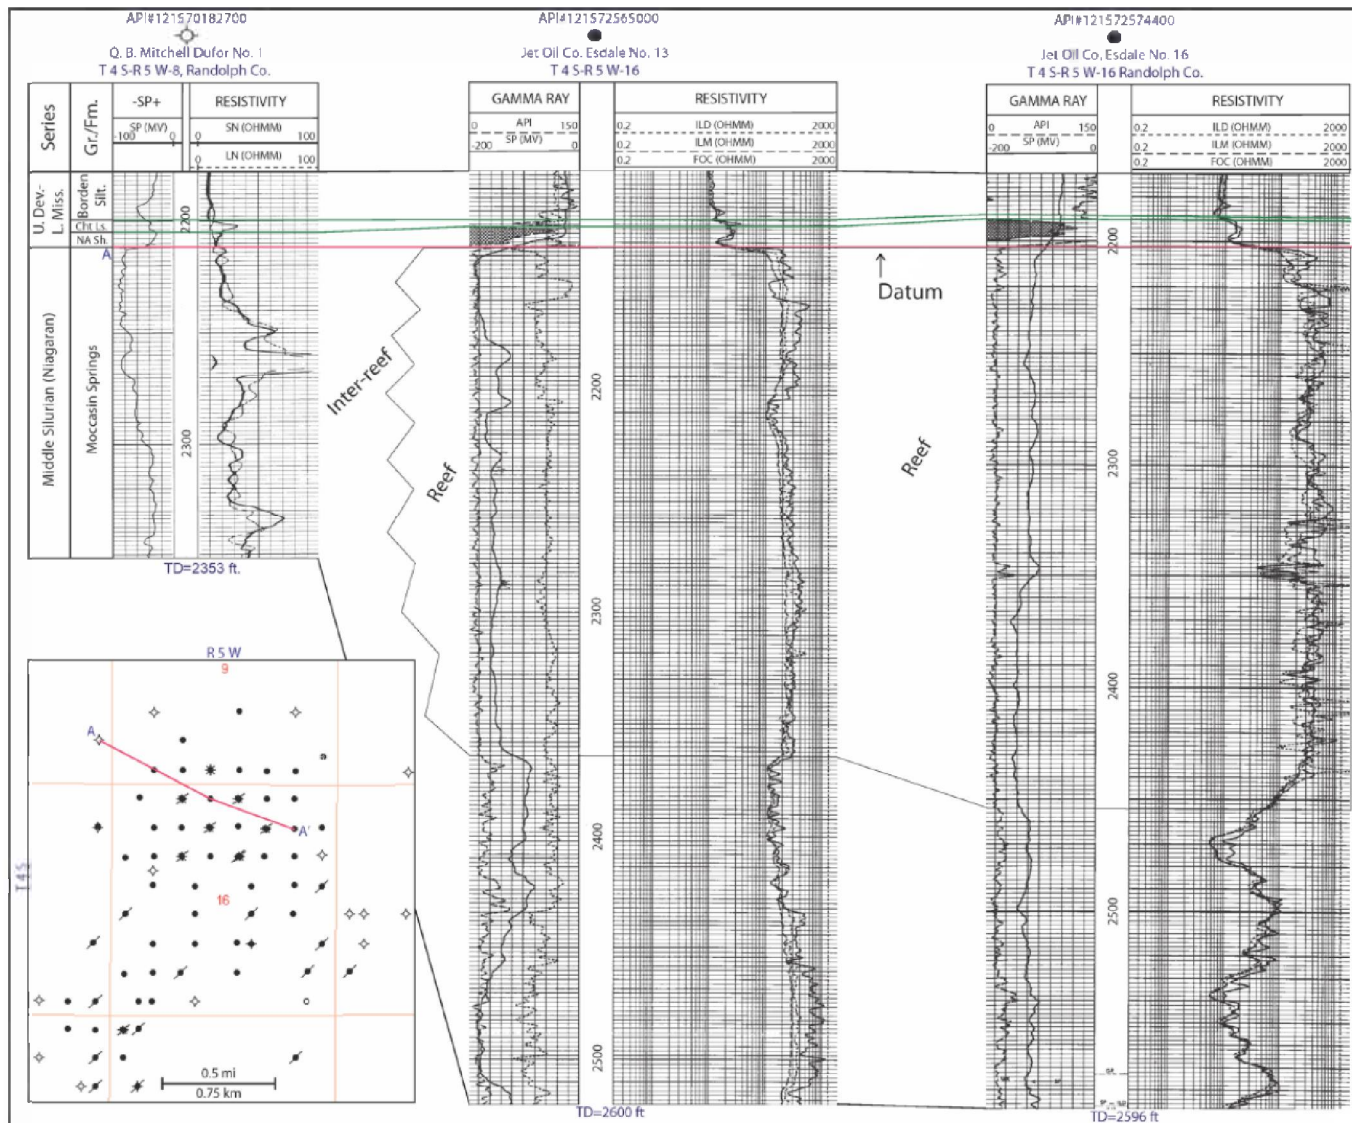 API#121570182700
Q. B. Mitchell Dufor No. 1
T 4 S-R 5 W-8, Randolph Co.
API#121572565000
Jet Oil Co. Esdale No. 13
T 4 S-R 5 W-16
API#121572574400
Jet Oil Co, Esdale No. 16
T 4 S-R 5 W-16 Randolph Co.
Series
Gr./Fm.
-SP+
SP (MV)
-100 0
RESISTIVITY
0 SN (OHMM) 100
0 LN (OHMM) 100
GAMMA RAY
0 API 150
-200 SP (MV) 0
RESISTIVITY
0.2 ILD (OHMM) 2000
0.2 ILM (OHMM) 2000
0.2 FOC (OHMM) 2000
GAMMA RAY
0 API 150
-200 SP (MV) 0
RESISTIVITY
0.2 ILD (OHMM) 2000
0.2 ILM (OHMM) 2000
0.2 FOC (OHMM) 2000
U. Dev.-
L. Miss.
Borden
Silt.
Cht Ls.
NA Sh.
A
Middle Silurian (Niagaran)
Moccasin Springs
2200
2300
TD=2353 ft.
Inter-reef
Reef
2200
2300
2400
2500
TD=2600 ft
Datum
Reef
2200
2300
2400
2500
TD=2596 ft
R 5 W
9
A
A'
T 4 S
16
0.5 mi
0.75 km